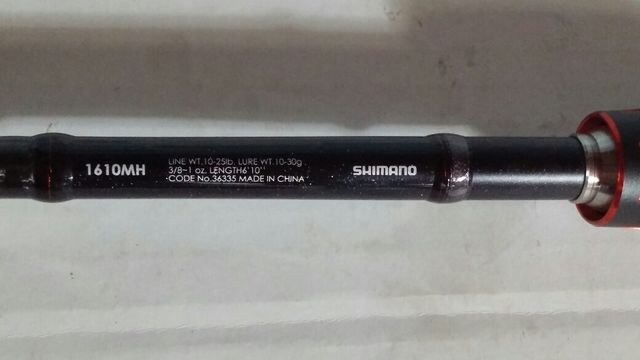 1610MH
LINE WT.10-25lb. LURE WT.10-30g
3/8~1 oz. LENGTH6'10''
CODE No.36335 MADE IN CHINA
SHIMANO